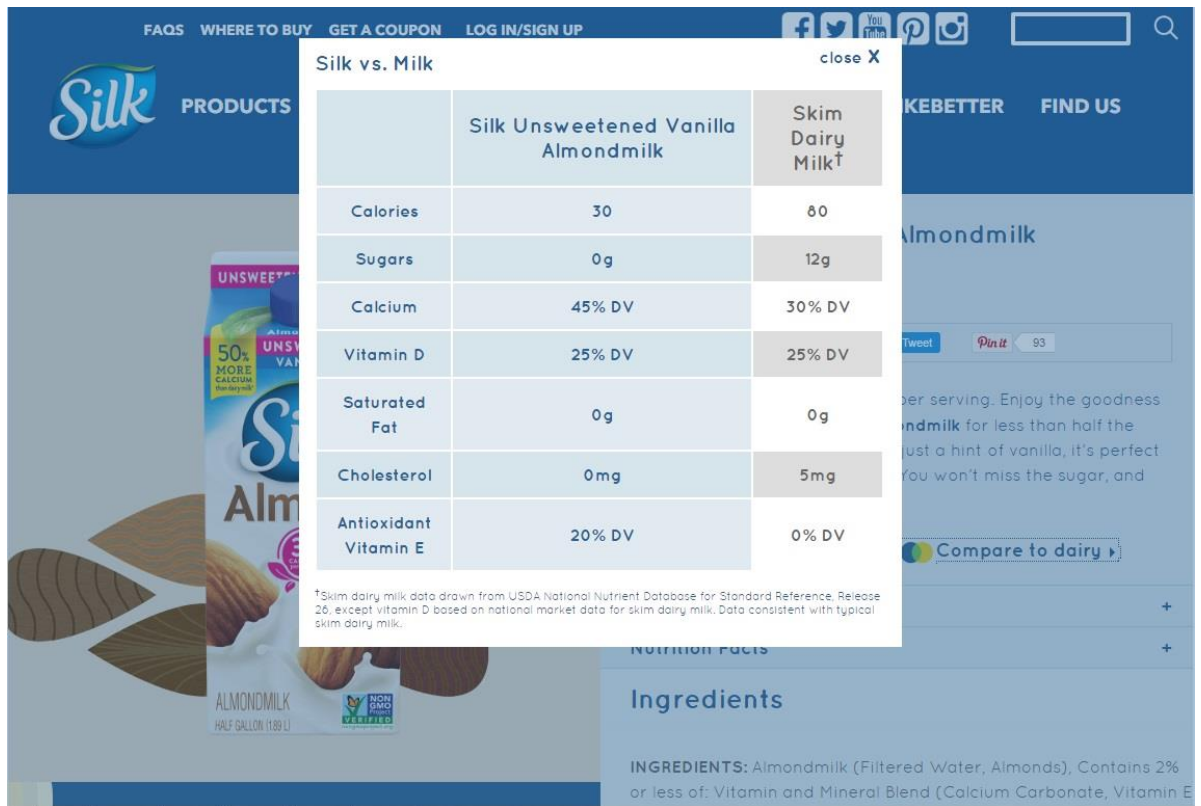 FAQS WHERE TO BUY GET A COUPON LOG IN/SIGN UP
You
Tube
Silk
PRODUCTS
FIND US
Silk vs. Milk
close X
Silk Unsweetened Vanilla
Almondmilk
Skim
Dairy
Milk†
Calories 30 80
Sugars 0g 12g
Calcium 45% DV 30% DV
Vitamin D 25% DV 25% DV
Saturated
Fat
0g 0g
Cholesterol 0mg 5mg
Antioxidant
Vitamin E
20% DV 0% DV
†Skim dairy milk data drawn from USDA National Nutrient Database for Standard Reference, Release
26, except vitamin D based on national market data for skim dairy milk. Data consistent with typical
skim dairy milk.
50%
MORE
CALCIUM
than dairy milk
ALMONDMILK
HALF GALLON (1.89 L)
NON
GMO
Project
VERIFIED
Almondmilk
Tweet Pin it 93
per serving. Enjoy the goodness
for less than half the
just a hint of vanilla, it's perfect
You won't miss the sugar, and
Compare to dairy
+
Nutrition Facts +
Ingredients
INGREDIENTS: Almondmilk (Filtered Water, Almonds), Contains 2%
or less of: Vitamin and Mineral Blend (Calcium Carbonate, Vitamin E